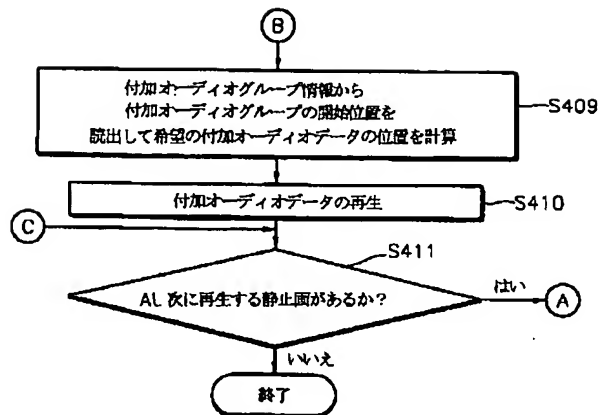 B
付加オーディオグループ情報から
付加オーディオグループの開始位置を
読出して希望の付加オーディオデータの位置を計算
S409
付加オーディオデータの再生
S410
C
S411
AL 次に再生する静止面があるか?
はい
A
いいえ
終了